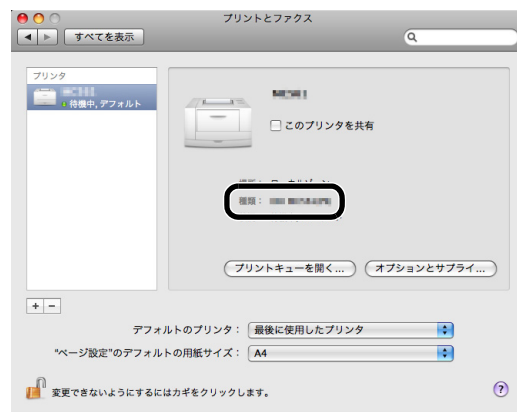 プリントとファクス
すべてを表示
プリンタ
待機中, デフォルト
このプリンタを共有
種類：
プリントキューを開く...
オプションとサプライ...
+ −
デフォルトのプリンタ： 最後に使用したプリンタ
"ページ設定"のデフォルトの用紙サイズ： A4
変更できないようにするにはカギをクリックします。
?